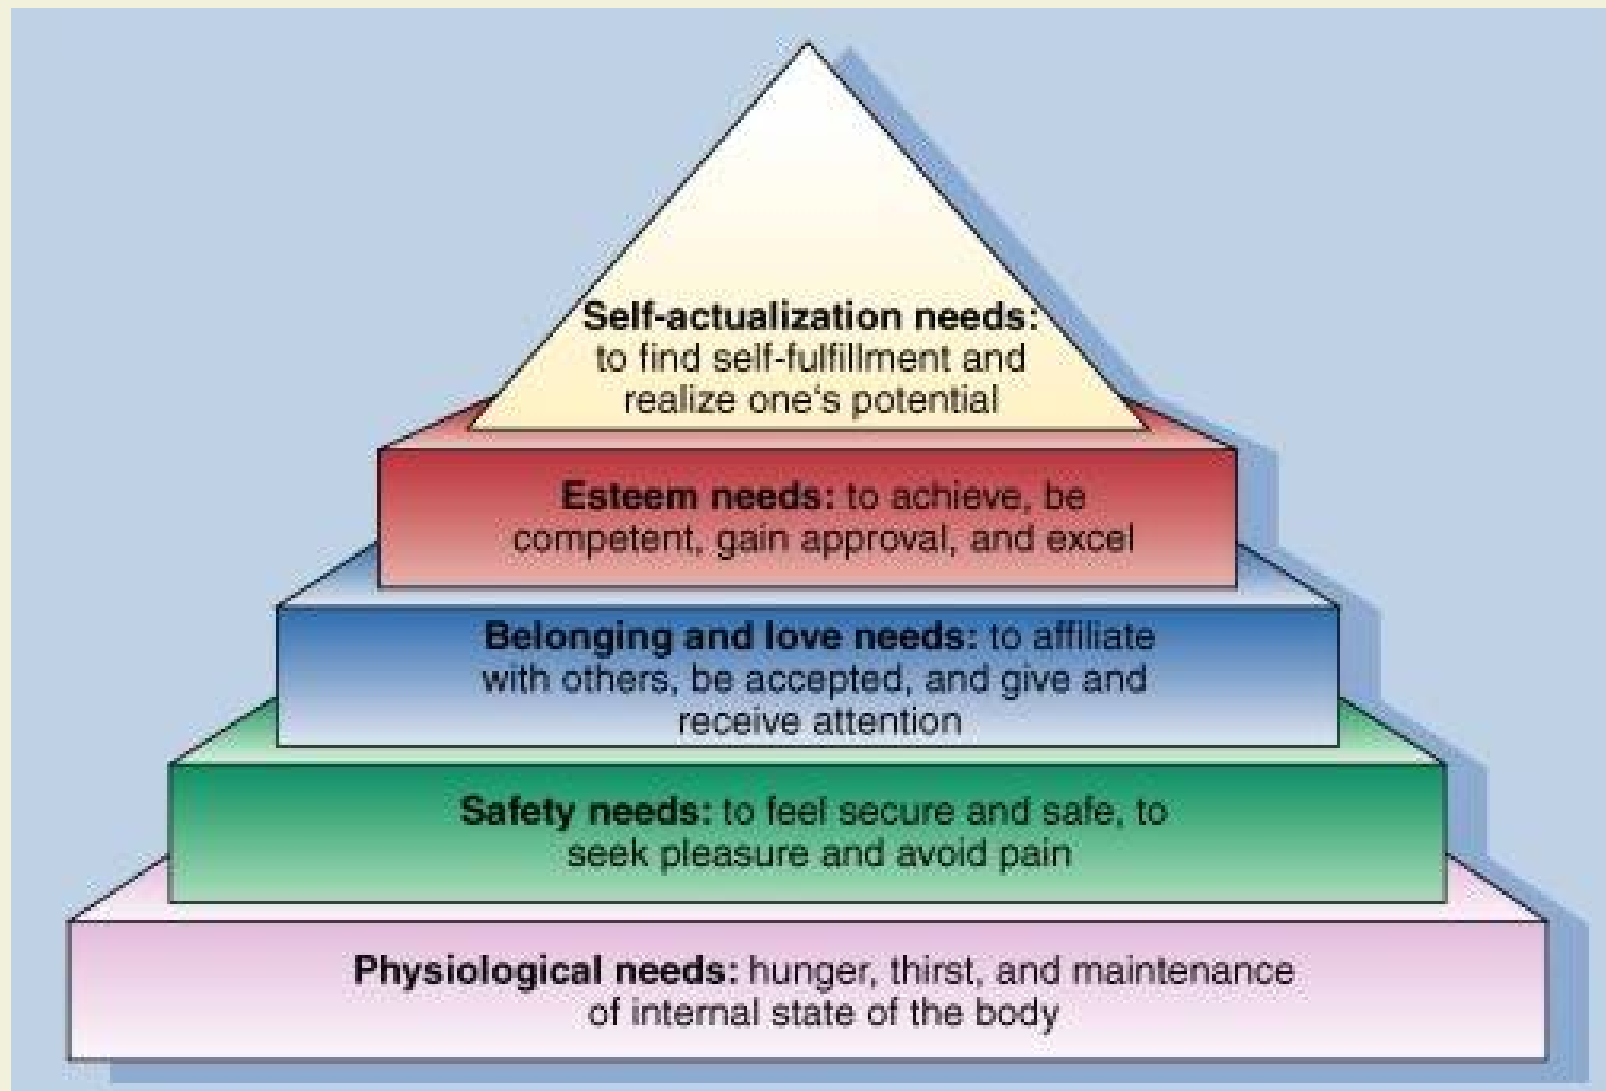 Self-actualization needs:
to find self-fulfillment and
realize one's potential
Esteem needs: to achieve, be
competent, gain approval, and excel
Belonging and love needs: to affiliate
with others, be accepted, and give and
receive attention
Safety needs: to feel secure and safe, to
seek pleasure and avoid pain
Physiological needs: hunger, thirst, and maintenance
of internal state of the body